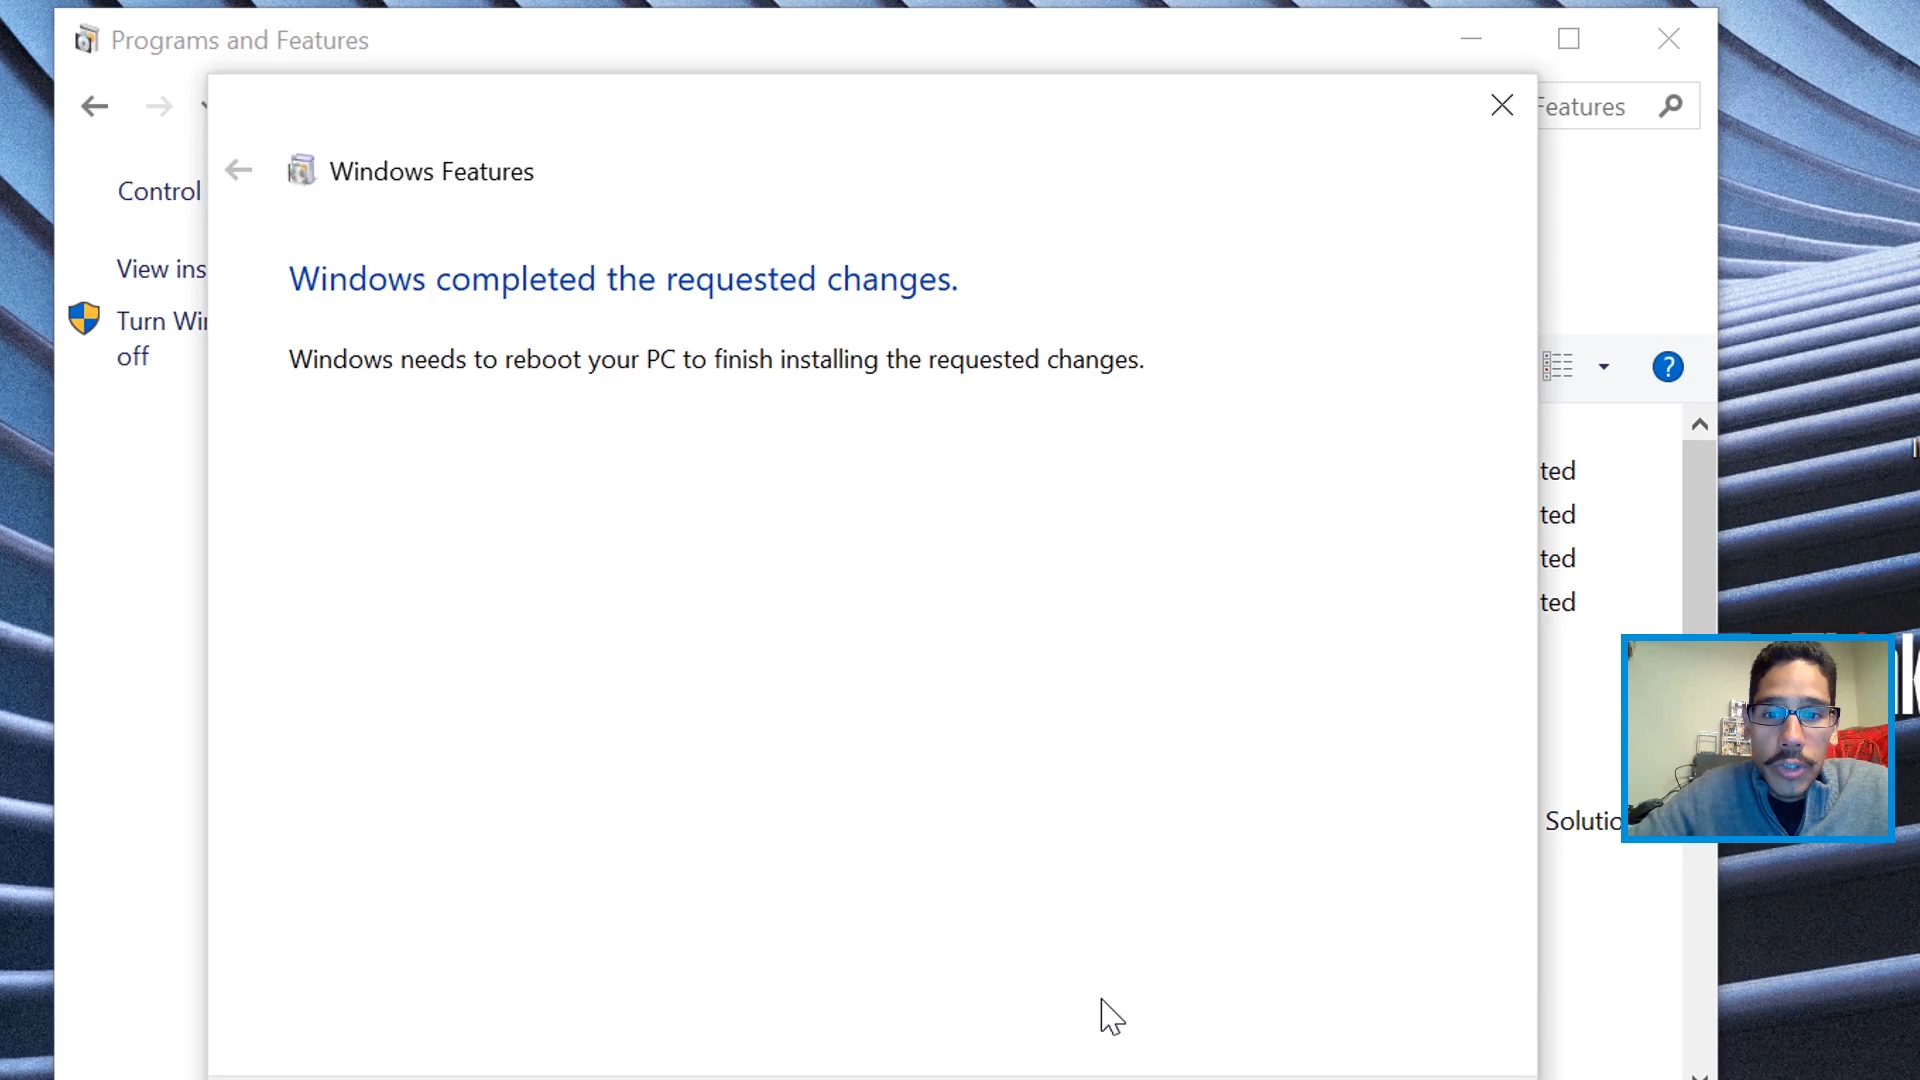 Programs and Features
Features
Windows Features
Control
Windows completed the requested changes.
View ins
Turn Wi
off
Windows needs to reboot your PC to finish installing the requested changes.
?
ted
ted
ted
ted
Solutio